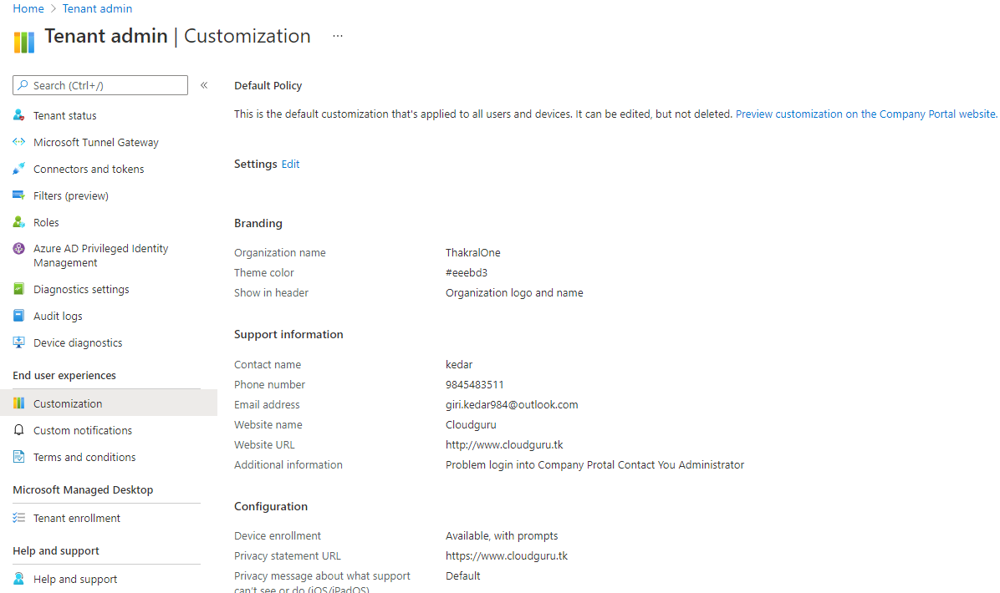 Home > Tenant admin
Tenant admin | Customization ...
Search (Ctrl+/) «
Tenant status
Microsoft Tunnel Gateway
Connectors and tokens
Filters (preview)
Roles
Azure AD Privileged Identity
Management
Diagnostics settings
Audit logs
Device diagnostics
End user experiences
Customization
Custom notifications
Terms and conditions
Microsoft Managed Desktop
Tenant enrollment
Help and support
Help and support
Default Policy
This is the default customization that's applied to all users and devices. It can be edited, but not deleted. Preview customization on the Company Portal website.
Settings Edit
Branding
Organization name ThakralOne
Theme color #eeebd3
Show in header Organization logo and name
Support information
Contact name kedar
Phone number 9845483511
Email address giri.kedar984@outlook.com
Website name Cloudguru
Website URL http://www.cloudguru.tk
Additional information Problem login into Company Protal Contact You Administrator
Configuration
Device enrollment Available, with prompts
Privacy statement URL https://www.cloudguru.tk
Privacy message about what support Default
can't see or do (iOS/iPadOS)